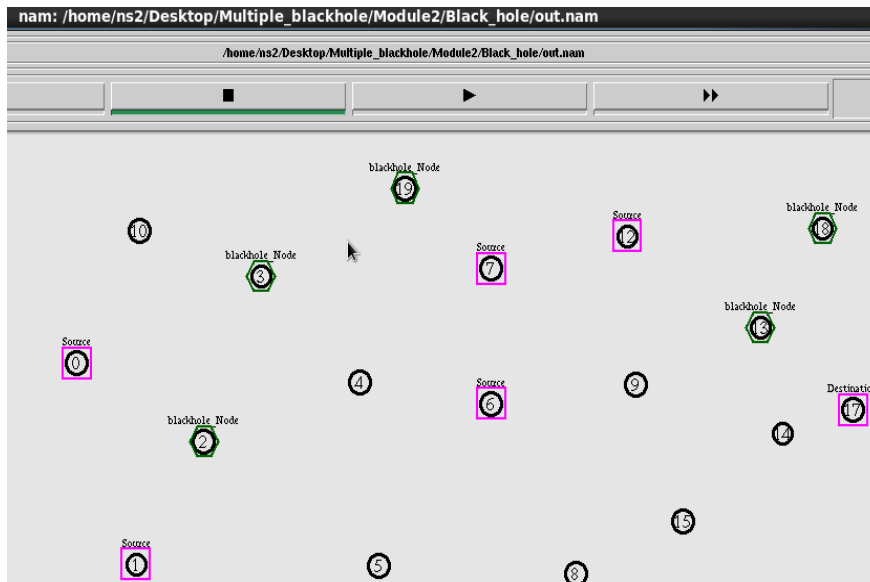 nam: /home/ns2/Desktop/Multiple_blackhole/Module2/Black_hole/out.nam
/home/ns2/Desktop/Multiple_blackhole/Module2/Black_hole/out.nam
blackhole_Node
19
blackhole_Node
18
Source
12
10
Source
7
blackhole_Node
3
blackhole_Node
13
Source
0
4
Source
6
9
Destinatio
17
blackhole_Node
2
14
15
Source
1
5
8